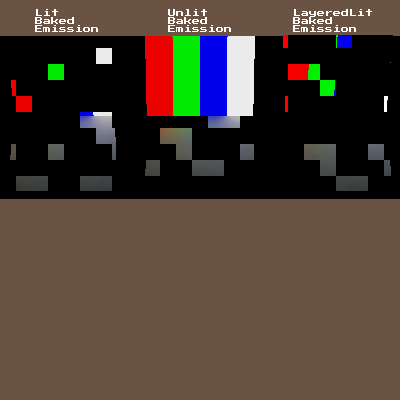 Lit
Baked
Emission
Unlit
Baked
Emission
LayeredLit
Baked
Emission